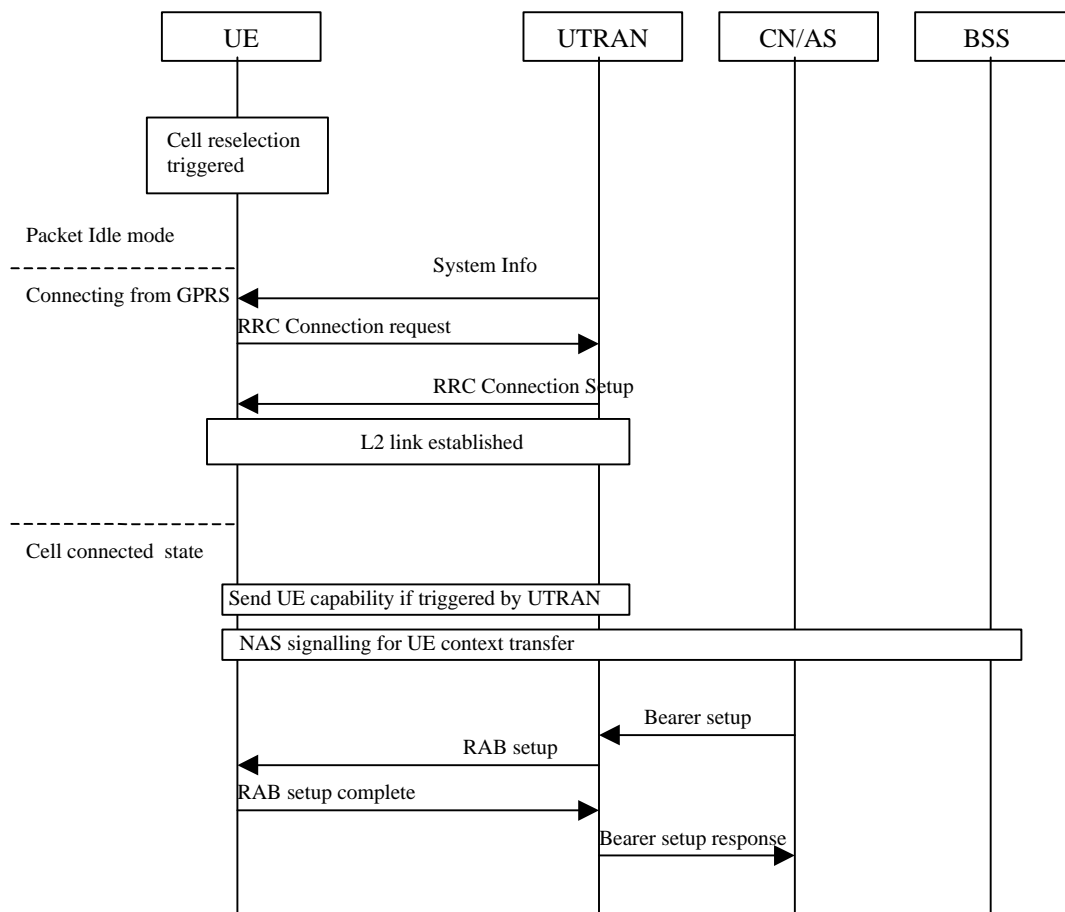 UE
UTRAN
CN/AS
BSS
Cell reselection
triggered
Packet Idle mode
System Info
Connecting from GPRS
RRC Connection request
RRC Connection Setup
L2 link established
Cell connected state
Send UE capability if triggered by UTRAN
NAS signalling for UE context transfer
Bearer setup
RAB setup
RAB setup complete
Bearer setup response